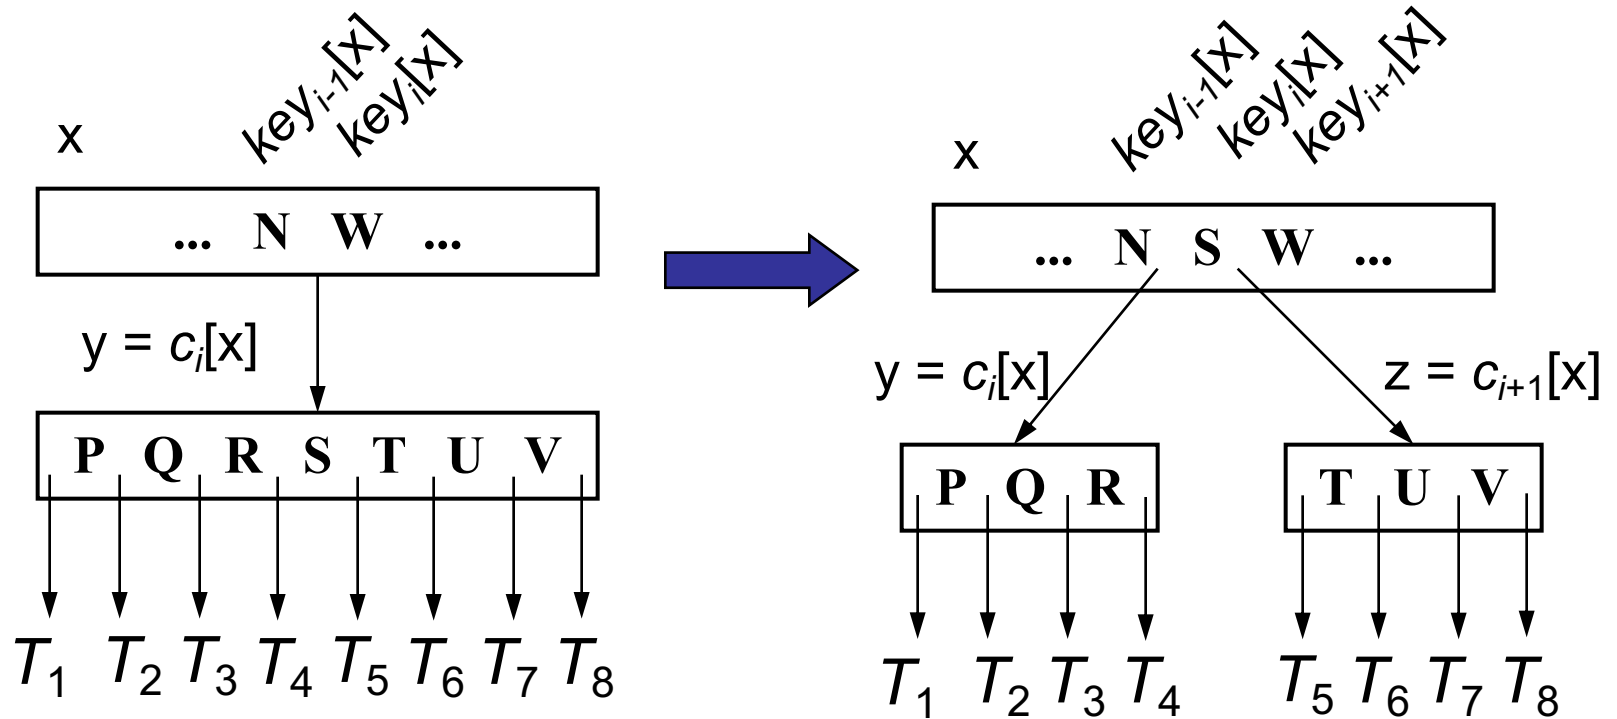 x
key_{i-1}[x]
key_i[x]
... N W ...
y = c_i[x]
P Q R S T U V
T_1 T_2 T_3 T_4 T_5 T_6 T_7 T_8
x
key_{i-1}[x]
key_i[x]
key_{i+1}[x]
... N S W ...
y = c_i[x]
z = c_{i+1}[x]
P Q R
T U V
T_1 T_2 T_3 T_4
T_5 T_6 T_7 T_8